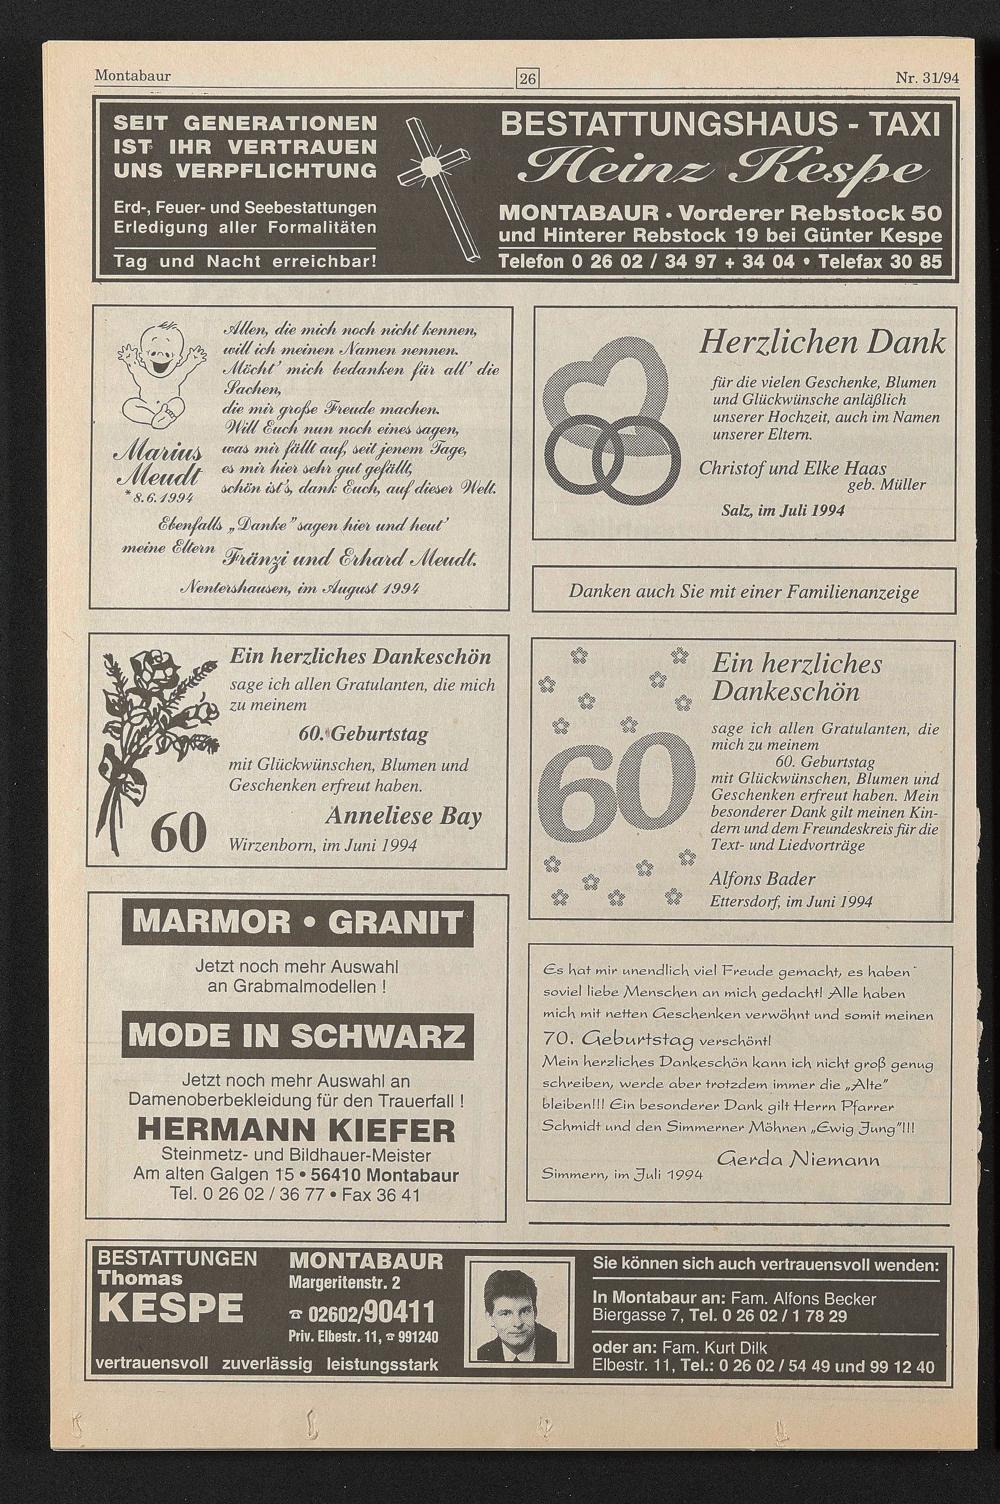 Montabaur
26
Nr. 31/94
SEIT GENERATIONEN
IST IHR VERTRAUEN
UNS VERPFLICHTUNG
Erd-, Feuer- und Seebestattungen
Erledigung aller Formalitäten
Tag und Nacht erreichbar!
BESTATTUNGSHAUS - TAXI
Heinz Kespe
MONTABAUR • Vorderer Rebstock 50
und Hinterer Rebstock 19 bei Günter Kespe
Telefon 0 26 02 / 34 97 + 34 04 • Telefax 30 85
Marius
Meudt
*8.6.1994
Allen, die mich noch nicht kennen,
will ich meinen Namen nennen.
Möcht' mich bedanken für all' die
Sachen,
die mir große Freude machen.
Will Euch nun noch eines sagen,
was mir fällt auf, seit jenem Tage,
es mir hier sehr gut gefällt,
schön ist's, dank Euch, auf dieser Welt.
Ebenfalls „Danke" sagen hier und heut'
meine Eltern Fränzi und Erhard Meudt.
Nentershausen, im August 1994
Herzlichen Dank
für die vielen Geschenke, Blumen
und Glückwünsche anläßlich
unserer Hochzeit, auch im Namen
unserer Eltern.
Christof und Elke Haas
geb. Müller
Salz, im Juli 1994
Danken auch Sie mit einer Familienanzeige
Ein herzliches Dankeschön
sage ich allen Gratulanten, die mich
zu meinem
60. Geburtstag
mit Glückwünschen, Blumen und
Geschenken erfreut haben.
Anneliese Bay
60
Wirzenborn, im Juni 1994
60
Ein herzliches
Dankeschön
sage ich allen Gratulanten, die
mich zu meinem
60. Geburtstag
mit Glückwünschen, Blumen und
Geschenken erfreut haben. Mein
besonderer Dank gilt meinen Kin-
dern und dem Freundeskreis für die
Text- und Liedvorträge
Alfons Bader
Ettersdorf, im Juni 1994
MARMOR • GRANIT
Jetzt noch mehr Auswahl
an Grabmalmodellen !
MODE IN SCHWARZ
Jetzt noch mehr Auswahl an
Damenoberbekleidung für den Trauerfall !
HERMANN KIEFER
Steinmetz- und Bildhauer-Meister
Am alten Galgen 15 • 56410 Montabaur
Tel. 0 26 02 / 36 77 • Fax 36 41
Es hat mir unendlich viel Freude gemacht, es haben
soviel liebe Menschen an mich gedacht! Alle haben
mich mit netten Geschenken verwöhnt und somit meinen
70. Geburtstag verschönt!
Mein herzliches Dankeschön kann ich nicht groß genug
schreiben, werde aber trotzdem immer die „Alte"
bleiben!!! Ein besonderer Dank gilt Herrn Pfarrer
Schmidt und den Simmerner Möhnen „Ewig Jung"!!!
Gerda Niemann
Simmern, im Juli 1994
BESTATTUNGEN
Thomas
KESPE
MONTABAUR
Margeritenstr. 2
☎ 02602/90411
Priv. Elbestr. 11, ☎ 991240
vertrauensvoll zuverlässig leistungsstark
Sie können sich auch vertrauensvoll wenden:
In Montabaur an: Fam. Alfons Becker
Biergasse 7, Tel. 0 26 02 / 1 78 29
oder an: Fam. Kurt Dilk
Elbestr. 11, Tel.: 0 26 02 / 54 49 und 99 12 40